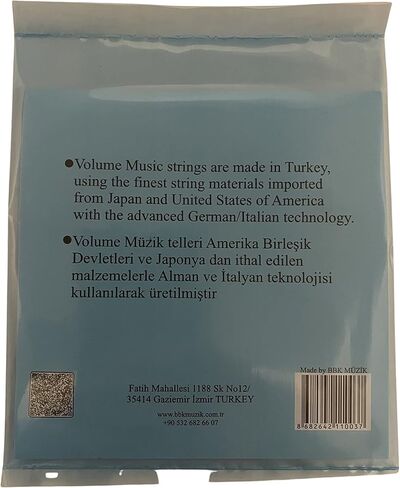 ●Volume Music strings are made in Turkey,
using the finest string materials imported
from Japan and United States of America
with the advanced German/Italian technology.
●Volume Müzik telleri Amerika Birleşik
Devletleri ve Japonya dan ithal edilen
malzemelerle Alman ve İtalyan teknolojisi
kullanılarak üretilmiştir
Made by BBK MÜZİK
Fatih Mahallesi 1188 Sk No12/
35414 Gaziemir İzmir TURKEY
www.bbkmuzik.com.tr
+90 532 682 66 07
8 682642 110037